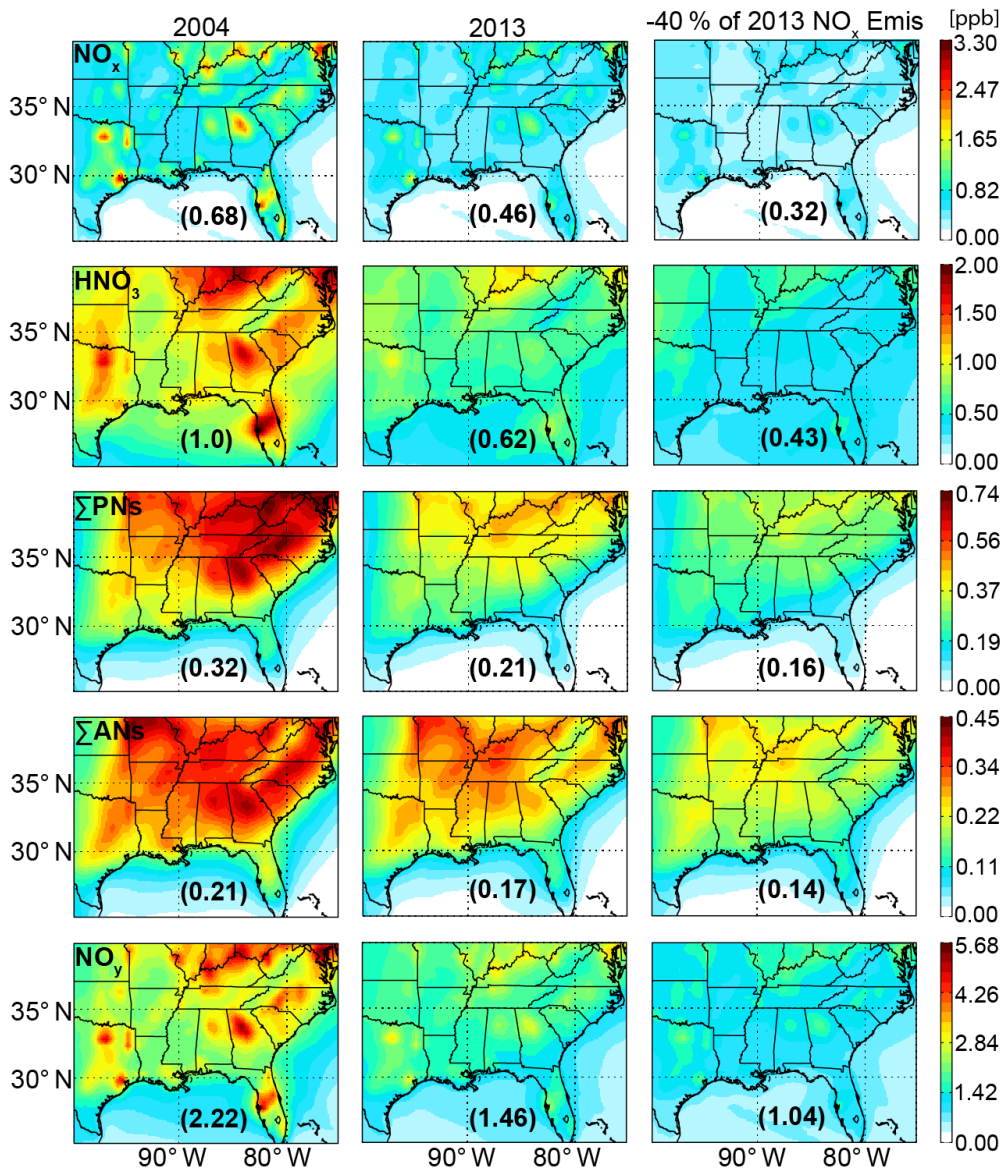 2004 2013 -40 % of 2013 NOx Emis [ppb]
NOx
3.30
2.47
1.65
0.82
0.00
35° N
30° N
(0.68) (0.46) (0.32)
HNO3
2.00
1.50
1.00
0.50
0.00
35° N
30° N
(1.0) (0.62) (0.43)
∑PNs
0.74
0.56
0.37
0.19
0.00
35° N
30° N
(0.32) (0.21) (0.16)
∑ANs
0.45
0.34
0.22
0.11
0.00
35° N
30° N
(0.21) (0.17) (0.14)
NOy
5.68
4.26
2.84
1.42
0.00
35° N
30° N
(2.22) (1.46) (1.04)
90° W 80° W 90° W 80° W 90° W 80° W